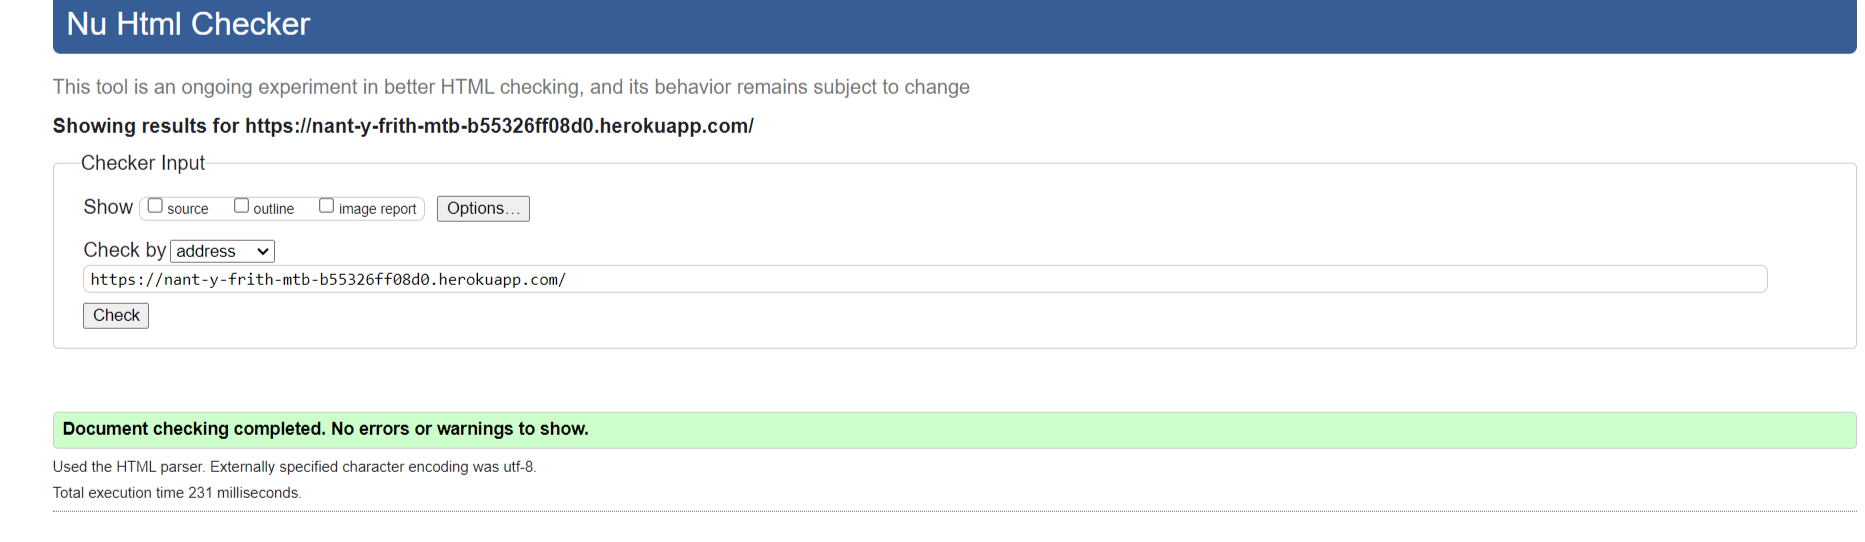 Nu Html Checker
This tool is an ongoing experiment in better HTML checking, and its behavior remains subject to change
Showing results for https://nant-y-frith-mtb-b55326ff08d0.herokuapp.com/
Checker Input
Show source outline image report Options...
Check by address
https://nant-y-frith-mtb-b55326ff08d0.herokuapp.com/
Check
Document checking completed. No errors or warnings to show.
Used the HTML parser. Externally specified character encoding was utf-8.
Total execution time 231 milliseconds.